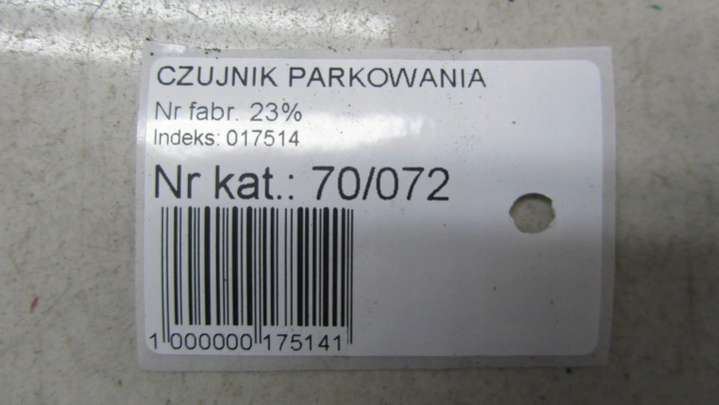 CZUJNIK PARKOWANIA
Nr fabr. 23%
Indeks: 017514
Nr kat.: 70/072
1 000000 175141